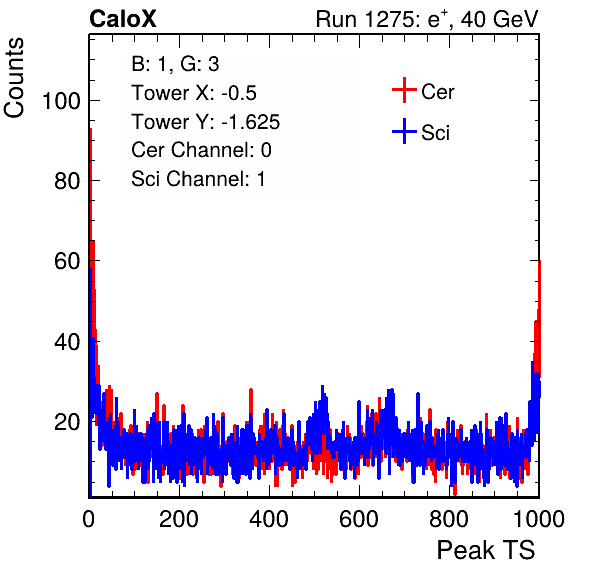 CaloX Run 1275: e⁺, 40 GeV
Counts
B: 1, G: 3
Tower X: -0.5
Tower Y: -1.625
Cer Channel: 0
Sci Channel: 1
Cer
Sci
100
80
60
40
20
0 200 400 600 800 1000
Peak TS